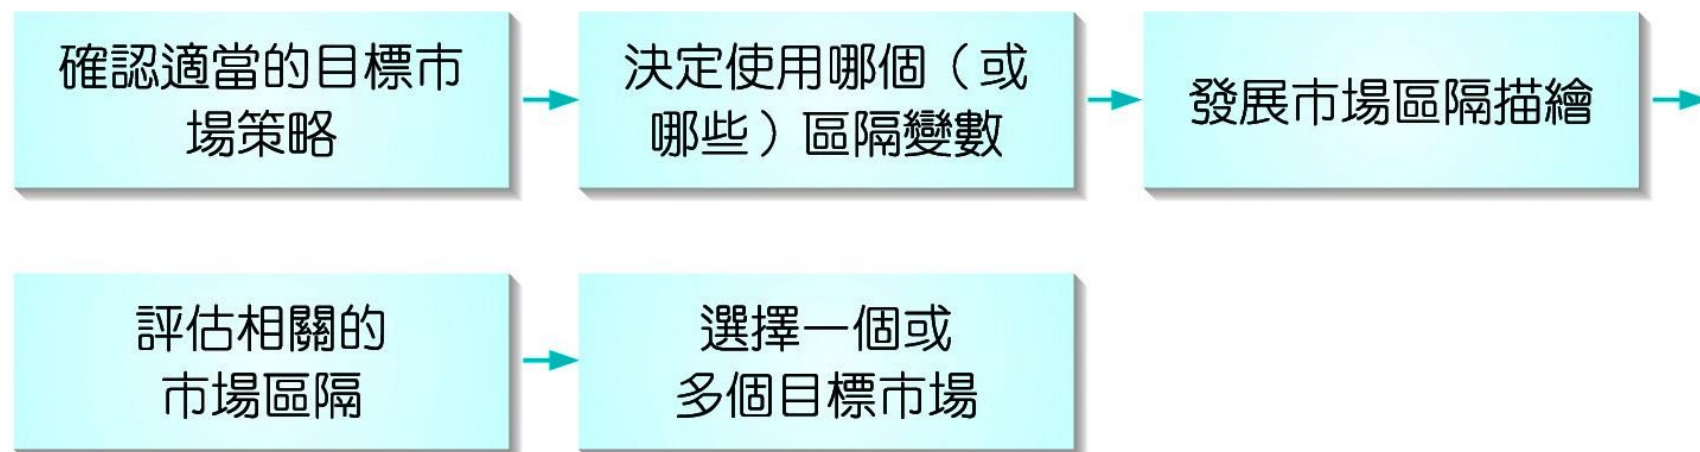 確認適當的目標市
場策略
決定使用哪個（或
哪些）區隔變數
發展市場區隔描繪
評估相關的
市場區隔
選擇一個或
多個目標市場